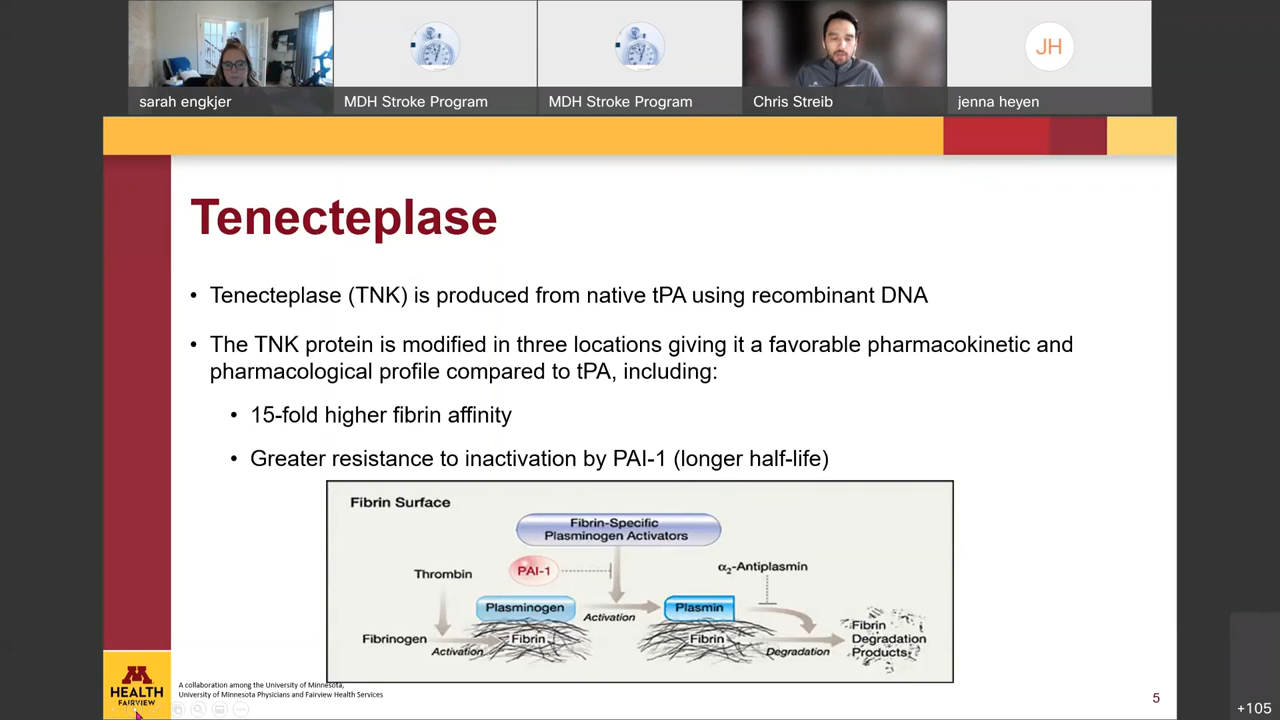 sarah engkjer
MDH Stroke Program
MDH Stroke Program
Chris Streib
JH
jenna heyen
Tenecteplase
• Tenecteplase (TNK) is produced from native tPA using recombinant DNA
• The TNK protein is modified in three locations giving it a favorable pharmacokinetic and
pharmacological profile compared to tPA, including:
• 15-fold higher fibrin affinity
• Greater resistance to inactivation by PAI-1 (longer half-life)
Fibrin Surface
Fibrin-Specific
Plasminogen Activators
PAI-1
α2-Antiplasmin
Thrombin
Plasminogen
Activation
Plasmin
Fibrinogen
Activation
Fibrin
Fibrin
Degradation
Fibrin
Degradation
Products
M
HEALTH
FAIRVIEW
A collaboration among the University of Minnesota,
University of Minnesota Physicians and Fairview Health Services
5
+105